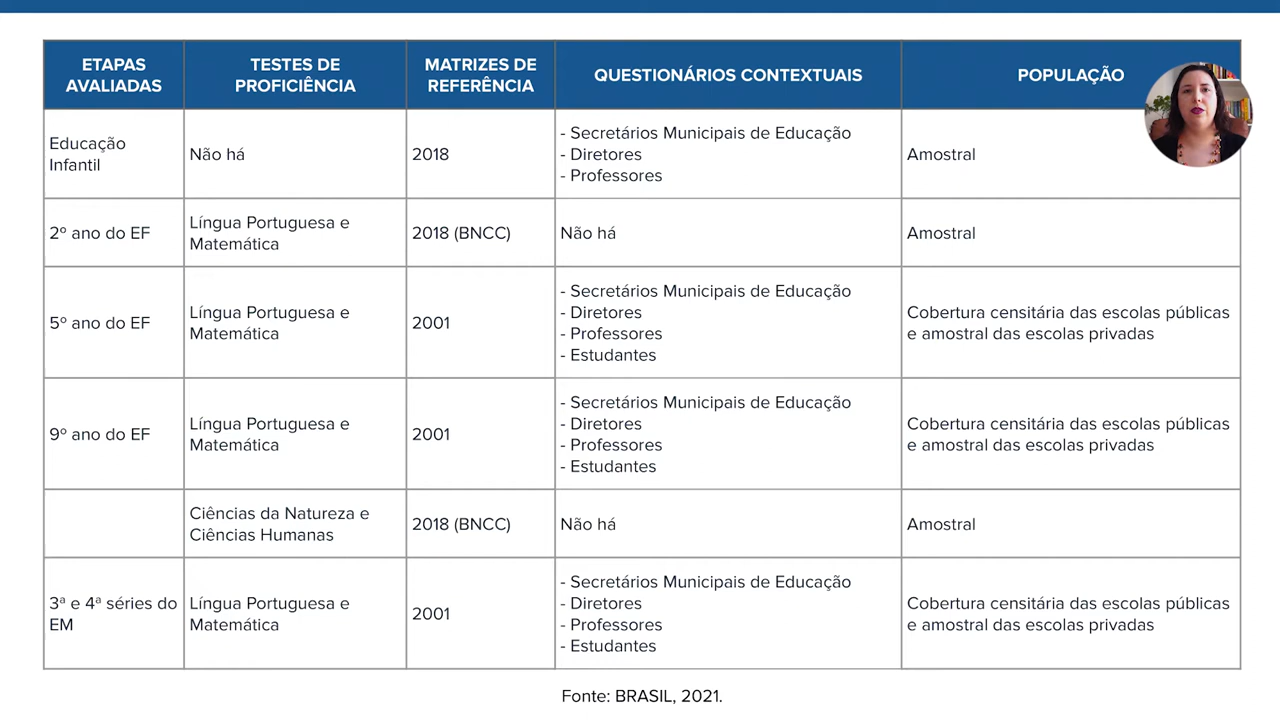 ETAPAS
AVALIADAS
TESTES DE
PROFICIÊNCIA
MATRIZES DE
REFERÊNCIA
QUESTIONÁRIOS CONTEXTUAIS
POPULAÇÃO
Educação
Infantil
Não há
2018
- Secretários Municipais de Educação
- Diretores
- Professores
Amostral
2º ano do EF
Língua Portuguesa e
Matemática
2018 (BNCC)
Não há
Amostral
5º ano do EF
Língua Portuguesa e
Matemática
2001
- Secretários Municipais de Educação
- Diretores
- Professores
- Estudantes
Cobertura censitária das escolas públicas
e amostral das escolas privadas
9º ano do EF
Língua Portuguesa e
Matemática
2001
- Secretários Municipais de Educação
- Diretores
- Professores
- Estudantes
Cobertura censitária das escolas públicas
e amostral das escolas privadas
Ciências da Natureza e
Ciências Humanas
2018 (BNCC)
Não há
Amostral
3ª e 4ª séries do
EM
Língua Portuguesa e
Matemática
2001
- Secretários Municipais de Educação
- Diretores
- Professores
- Estudantes
Cobertura censitária das escolas públicas
e amostral das escolas privadas
Fonte: BRASIL, 2021.